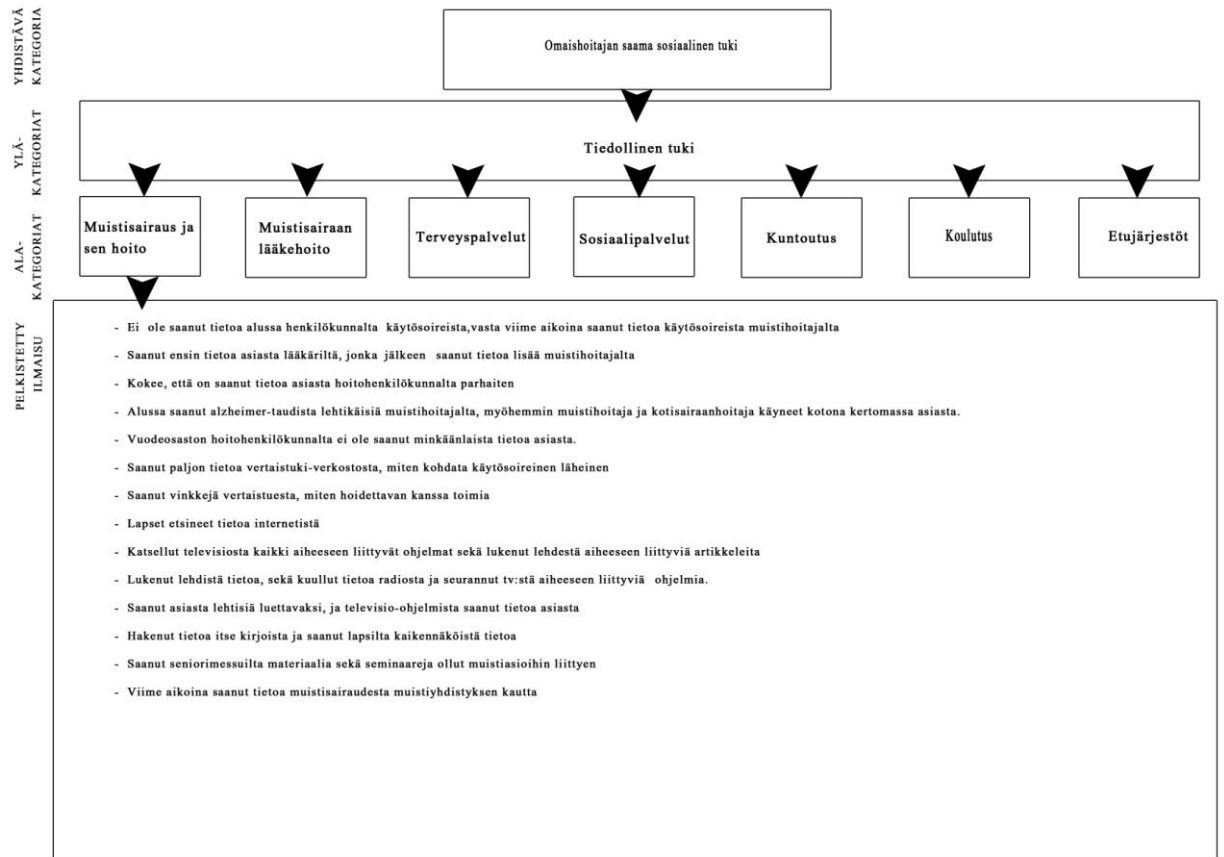 YHDISTÄVÄ
KATEGORIA
Omaishoitajan saama sosiaalinen tuki
YLÄ-
KATEGORIAT
Tiedollinen tuki
ALA-
KATEGORIAT
Muistisairaus ja
sen hoito
Muistisairaan
lääkehoito
Terveyspalvelut
Sosiaalipalvelut
Kuntoutus
Koulutus
Etujärjestöt
PELKISTETTY
ILMAISU
- Ei ole saanut tietoa alussa henkilökunnalta käytösoireista,vasta viime aikoina saanut tietoa käytösoireista muistihoitajalta
- Saanut ensin tietoa asiasta lääkäriltä, jonka jälkeen saanut tietoa lisää muistihoitajalta
- Kokee, että on saanut tietoa asiasta hoitohenkilökunnalta parhaiten
- Alussa saanut alzheimer-taudista lehtikäisiä muistihoitajalta, myöhemmin muistihoitaja ja kotisairaanhoitaja käyneet kotona kertomassa asiasta.
- Vuodeosaston hoitohenkilökunnalta ei ole saanut minkäänlaista tietoa asiasta.
- Saanut paljon tietoa vertaistuki-verkostosta, miten kohdata käytösoireinen läheinen
- Saanut vinkkejä vertaistuesta, miten hoidettavan kanssa toimia
- Lapset etsineet tietoa internetistä
- Katsellut televisiosta kaikki aiheeseen liittyvät ohjelmat sekä lukenut lehdestä aiheeseen liittyviä artikkeleita
- Lukenut lehdistä tietoa, sekä kuullut tietoa radiosta ja seurannut tv:stä aiheeseen liittyviä ohjelmia.
- Saanut asiasta lehtisiä luettavaksi, ja televisio-ohjelmista saanut tietoa asiasta
- Hakenut tietoa itse kirjoista ja saanut lapsilta kaikennäköistä tietoa
- Saanut seniorimessuilta materiaalia sekä seminaareja ollut muistiasioihin liittyen
- Viime aikoina saanut tietoa muistisairaudesta muistiyhdistyksen kautta